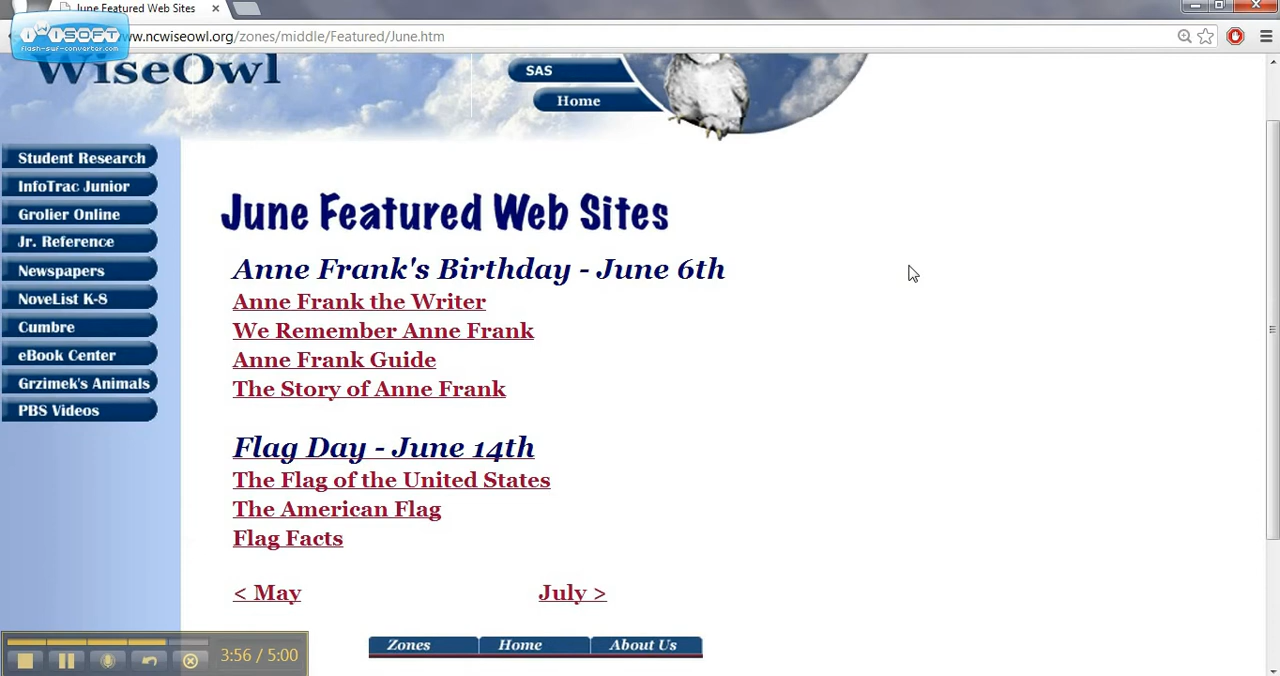 June Featured Web Sites
iWiSOFT
flash-swf-converter.com
ww.ncwiseowl.org/zones/middle/Featured/June.htm
WiseOwl
SAS
Home
Student Research
InfoTrac Junior
Grolier Online
Jr. Reference
Newspapers
NoveList K-8
Cumbre
eBook Center
Grzimek's Animals
PBS Videos
June Featured Web Sites
Anne Frank's Birthday - June 6th
Anne Frank the Writer
We Remember Anne Frank
Anne Frank Guide
The Story of Anne Frank
Flag Day - June 14th
The Flag of the United States
The American Flag
Flag Facts
< May
July >
Zones
Home
About Us
3:56 / 5:00